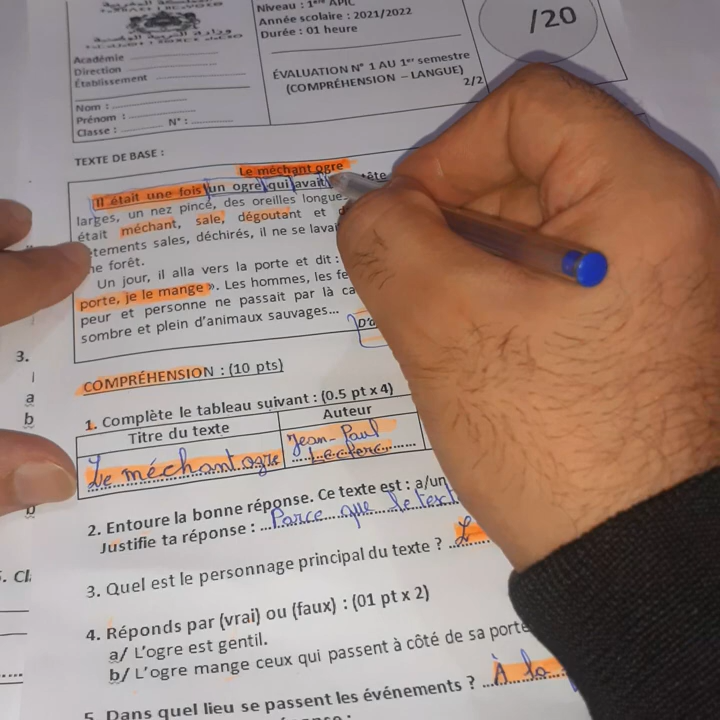 Niveau : 1ère APIC
Année scolaire : 2021/2022
Durée : 01 heure
/20
Académie
Direction
Établissement
ÉVALUATION N° 1 AU 1er semestre
(COMPRÉHENSION – LANGUE)
2/2
Nom :
Prénom :
Classe : N° :
TEXTE DE BASE :
Le méchant ogre
Il était une fois un ogre qui avait tête
larges, un nez pincé, des oreilles longues
était méchant, sale, dégoutant et
tements sales, déchirés, il ne se lavai
ne forêt.
Un jour, il alla vers la porte et dit :
porte, je le mange ». Les hommes, les fe
peur et personne ne passait par là ca
sombre et plein d'animaux sauvages...
D'a
3.
a
b
COMPRÉHENSION : (10 pts)
1. Complète le tableau suivant : (0.5 pt x 4)
Titre du texte Auteur
Le méchant ogre Jean-Paul
Leclerc
2. Entoure la bonne réponse. Ce texte est : a/un
Justifie ta réponse : Parce que le text
3. Quel est le personnage principal du texte ? L
4. Réponds par (vrai) ou (faux) : (01 pt x 2)
a/ L'ogre est gentil.
b/ L'ogre mange ceux qui passent à côté de sa porte
5. Dans quel lieu se passent les événements ? À la